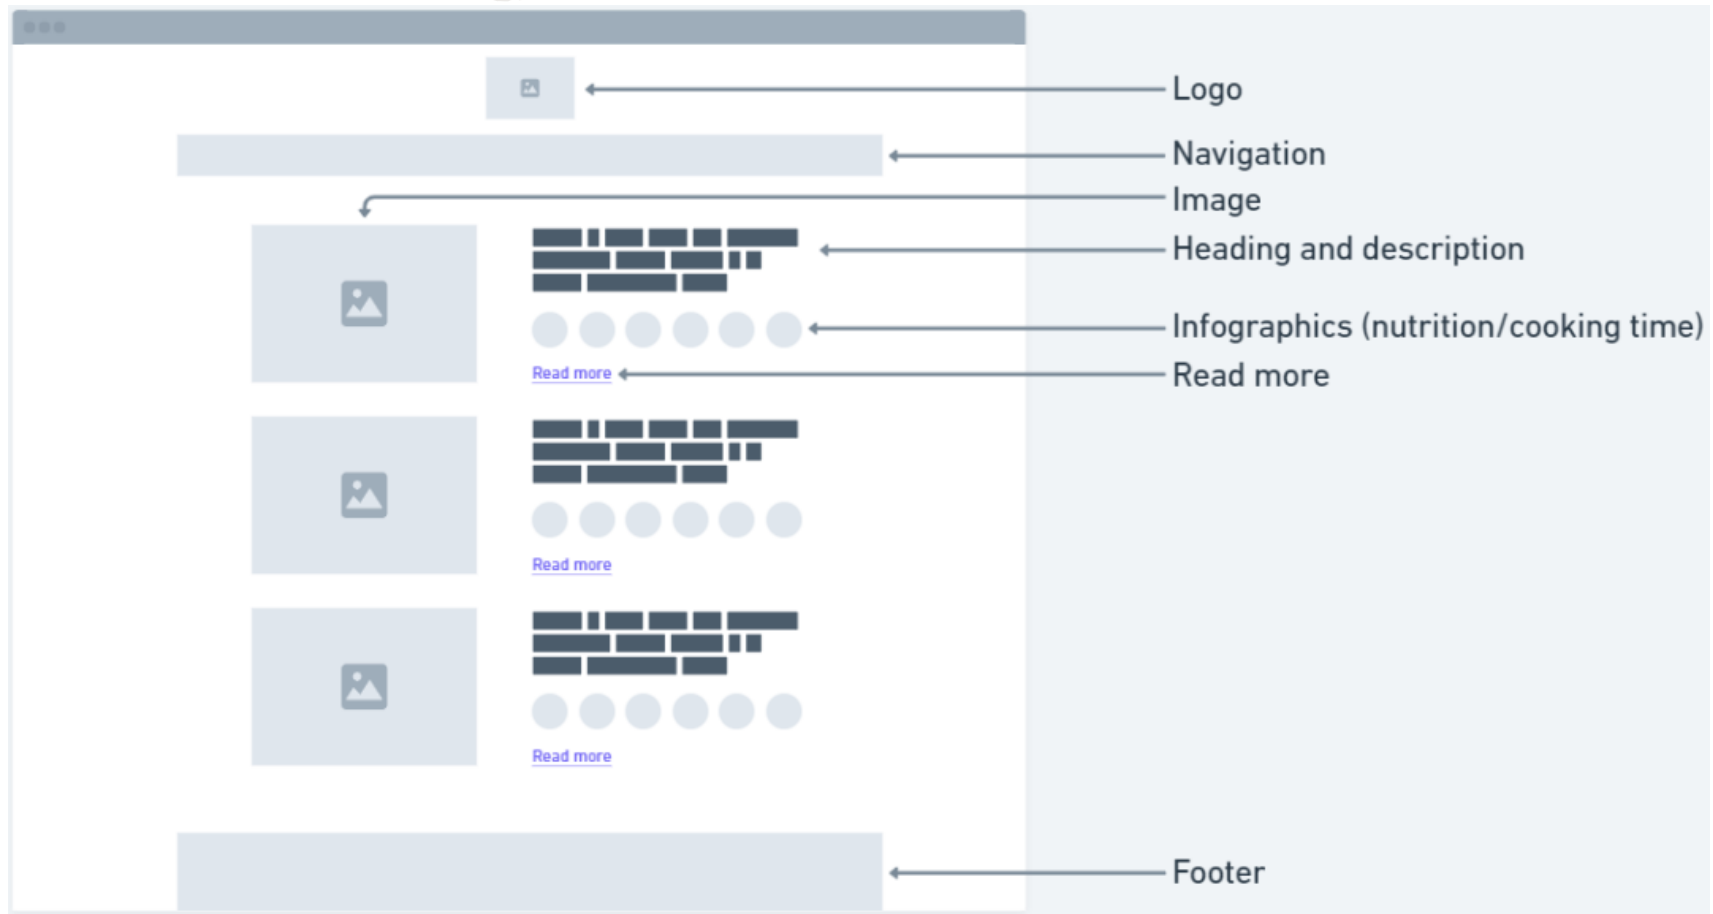 Logo
Navigation
Image
Heading and description
Infographics (nutrition/cooking time)
Read more
Read more
Read more
Read more
Footer